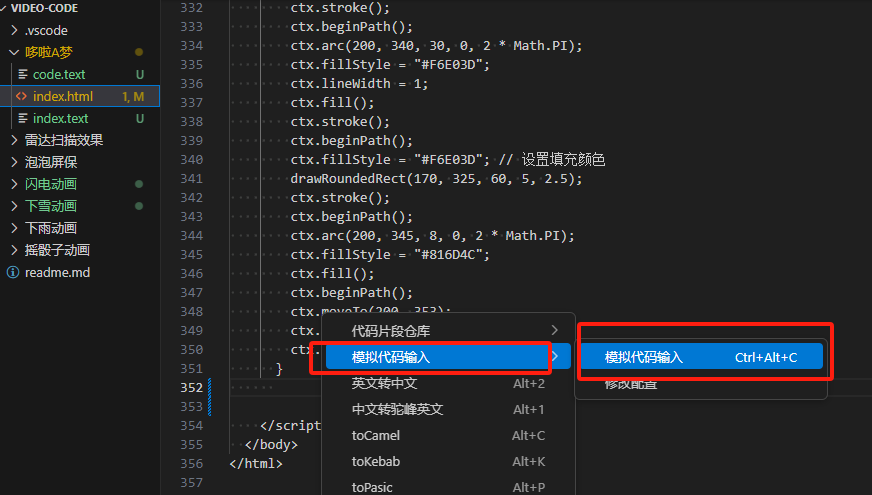 VIDEO-CODE
.vscode
哆啦A梦
code.text U
index.html 1, M
index.text U
雷达扫描效果
泡泡屏保
闪电动画
下雪动画
下雨动画
摇骰子动画
readme.md
332 ctx.stroke();
333 ctx.beginPath();
334 ctx.arc(200, 340, 30, 0, 2 * Math.PI);
335 ctx.fillStyle = "#F6E03D";
336 ctx.lineWidth = 1;
337 ctx.fill();
338 ctx.stroke();
339 ctx.beginPath();
340 ctx.fillStyle = "#F6E03D"; // 设置填充颜色
341 drawRoundedRect(170, 325, 60, 5, 2.5);
342 ctx.stroke();
343 ctx.beginPath();
344 ctx.arc(200, 345, 8, 0, 2 * Math.PI);
345 ctx.fillStyle = "#816D4C";
346 ctx.fill();
347 ctx.beginPath();
348 ctx.moveTo(200, 353);
349 ctx.
350 ctx.
351 }
352
353
354 </script
355 </body>
356 </html>
357
代码片段仓库
模拟代码输入
英文转中文 Alt+2
中文转驼峰英文 Alt+1
toCamel Alt+C
toKebab Alt+K
toPasic Alt+P
模拟代码输入 Ctrl+Alt+C
修改配置